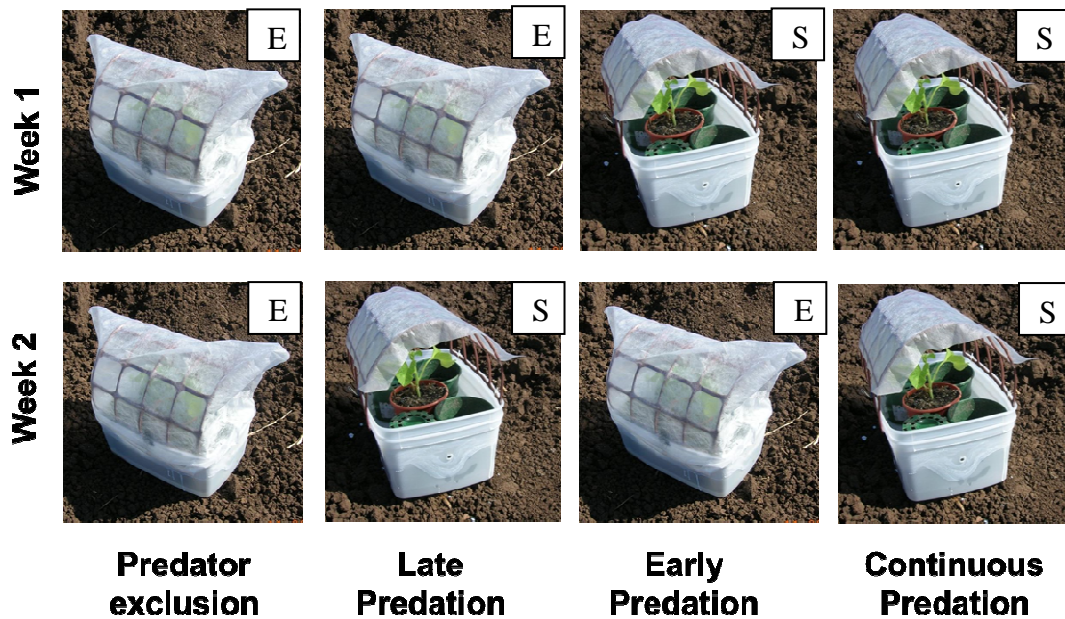 Week 1
E
E
S
S
Week 2
E
S
E
S
Predator
exclusion
Late
Predation
Early
Predation
Continuous
Predation